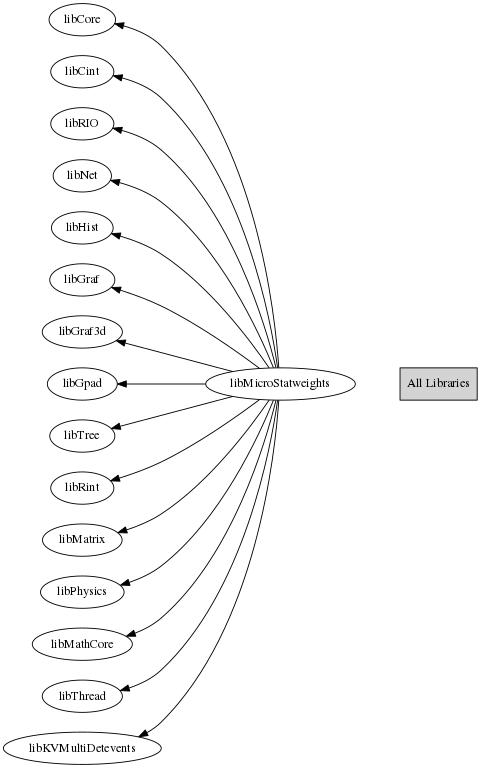 libCore
libCint
libRIO
libNet
libHist
libGraf
libGraf3d
libGpad
libMicroStatweights
All Libraries
libTree
libRint
libMatrix
libPhysics
libMathCore
libThread
libKVMultiDetevents